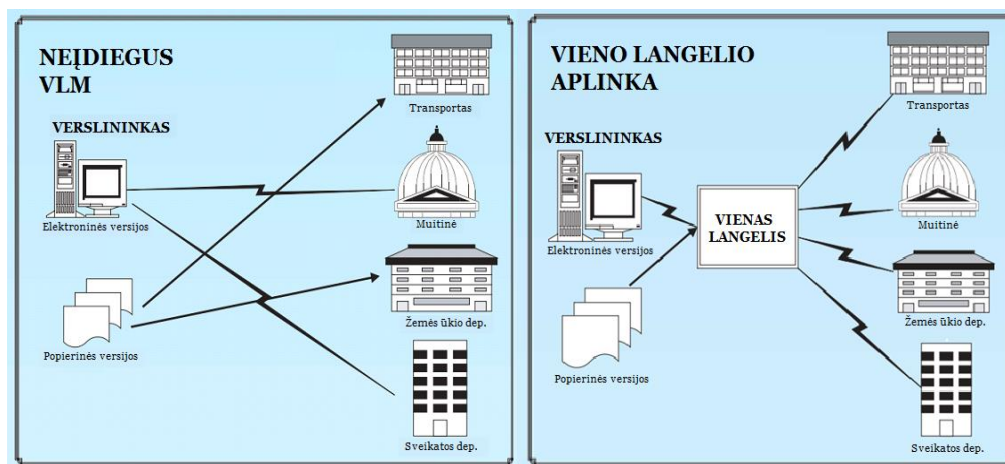 NEĮDIEGUS
VLM
VERSLININKAS
Elektroninės versijos
Popierinės versijos
Transportas
Muitinė
Žemės ūkio dep.
Sveikatos dep.
VIENO LANGELIO
APLINKA
VERSLININKAS
Elektroninės versijos
Popierinės versijos
VIENAS
LANGELIS
Transportas
Muitinė
Žemės ūkio dep.
Sveikatos dep.